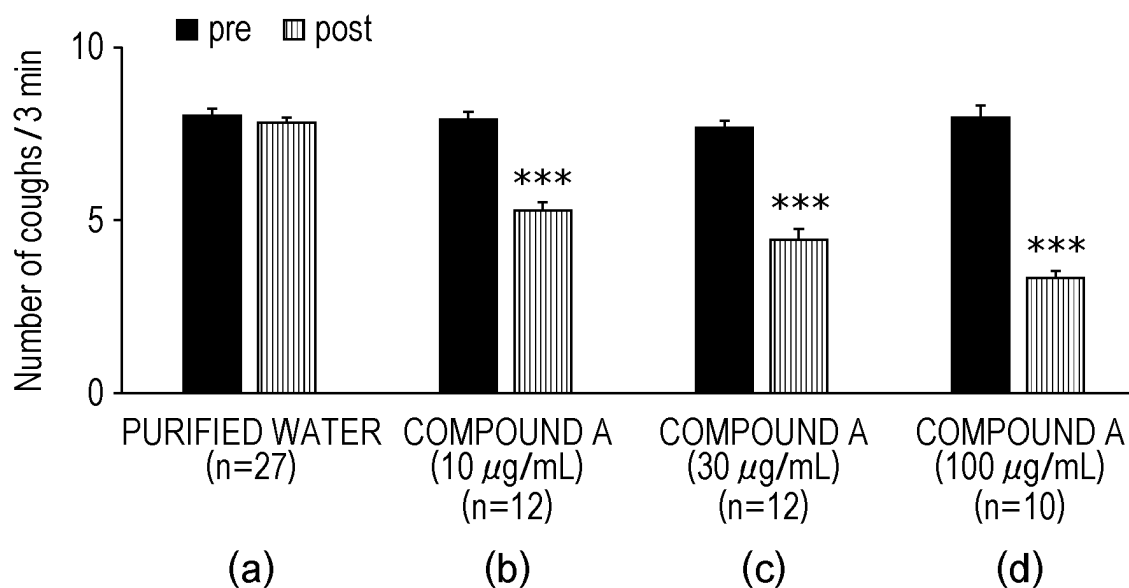 pre post
Number of coughs / 3 min
10
5
0
***
***
***
PURIFIED WATER
(n=27)
COMPOUND A
(10 μg/mL)
(n=12)
COMPOUND A
(30 μg/mL)
(n=12)
COMPOUND A
(100 μg/mL)
(n=10)
(a) (b) (c) (d)